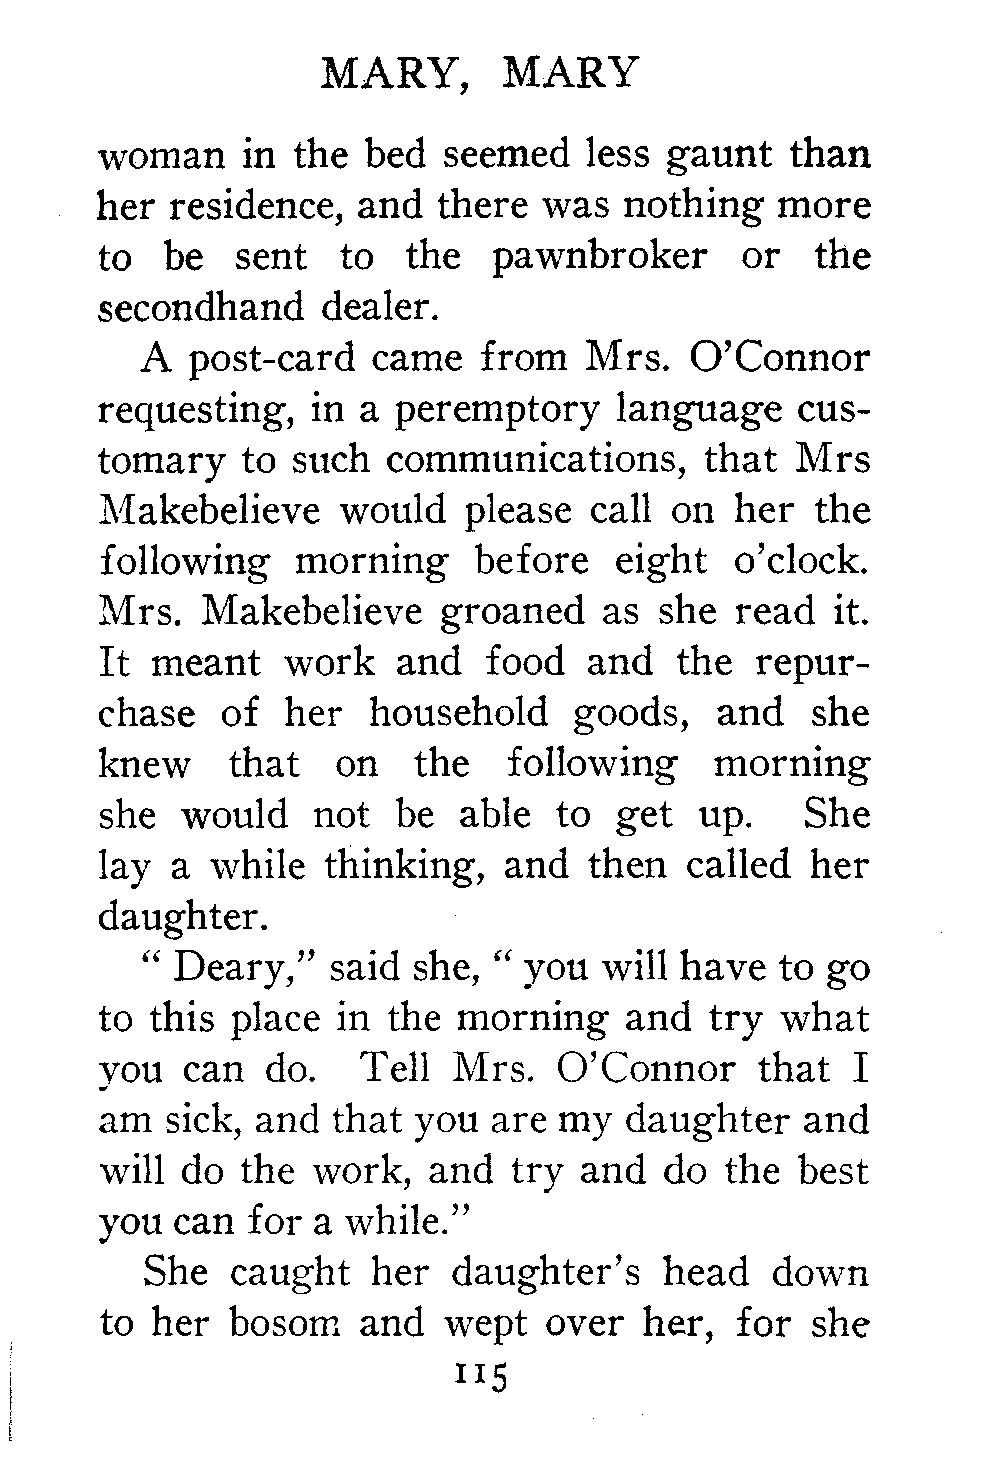 MARY, MARY
woman in the bed seemed less gaunt than
her residence, and there was nothing more
to be sent to the pawnbroker or the
secondhand dealer.
A post-card came from Mrs. O’Connor
requesting, in a peremptory language cus-
tomary to such communications, that Mrs
Makebelieve would please call on her the
following morning before eight o’clock.
Mrs. Makebelieve groaned as she read it.
It meant work and food and the repur-
chase of her household goods, and she
knew that on the following morning
she would not be able to get up. She
lay a while thinking, and then called her
daughter.
“ Deary,” said she, “ you will have to go
to this place in the morning and try what
you can do. Tell Mrs. O’Connor that I
am sick, and that you are my daughter and
will do the work, and try and do the best
you can for a while.”
She caught her daughter’s head down
to her bosom and wept over her, for she
115